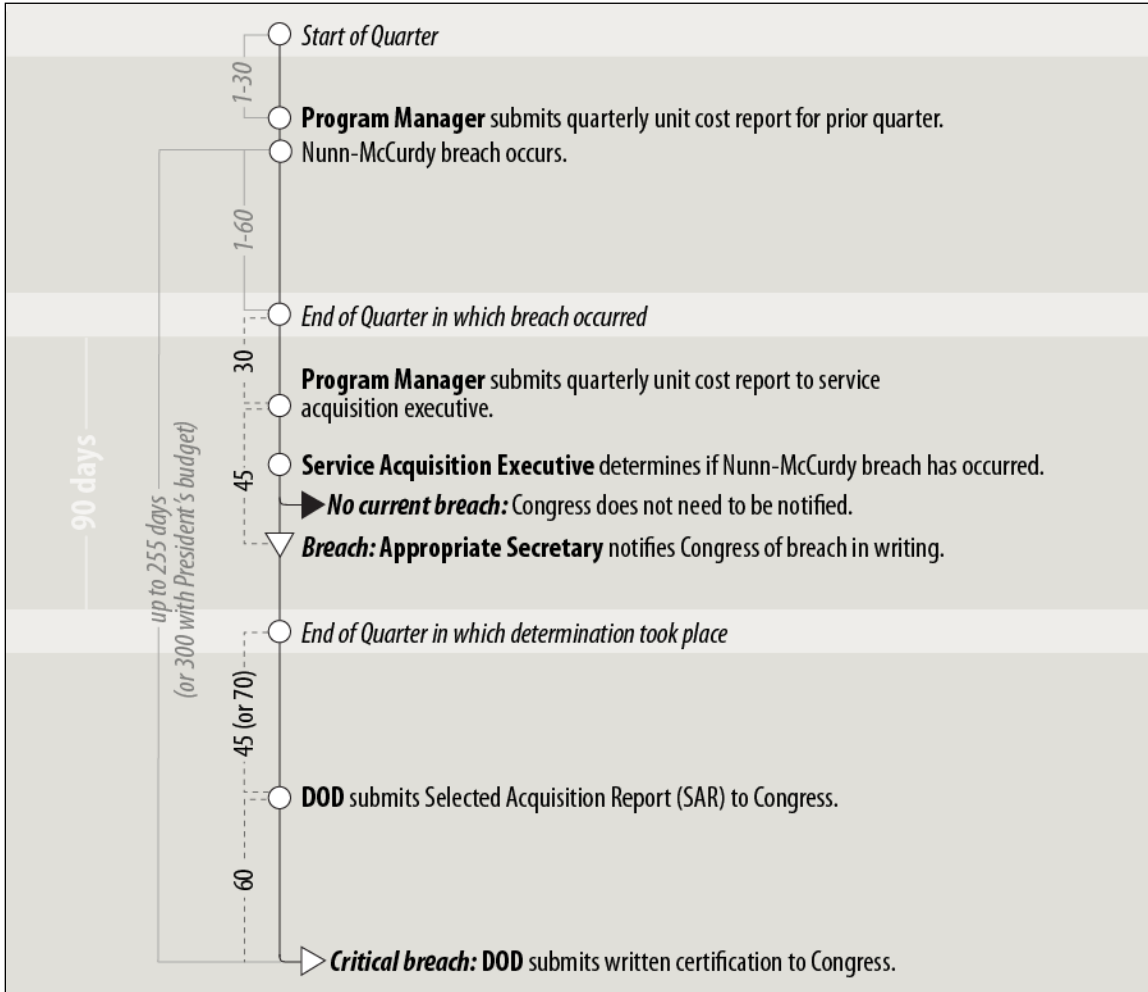 Start of Quarter
1-30
Program Manager submits quarterly unit cost report for prior quarter.
Nunn-McCurdy breach occurs.
1-60
End of Quarter in which breach occurred
30
Program Manager submits quarterly unit cost report to service
acquisition executive.
45
Service Acquisition Executive determines if Nunn-McCurdy breach has occurred.
No current breach: Congress does not need to be notified.
Breach: Appropriate Secretary notifies Congress of breach in writing.
90 days
up to 255 days
(or 300 with President's budget)
End of Quarter in which determination took place
45 (or 70)
DOD submits Selected Acquisition Report (SAR) to Congress.
60
Critical breach: DOD submits written certification to Congress.